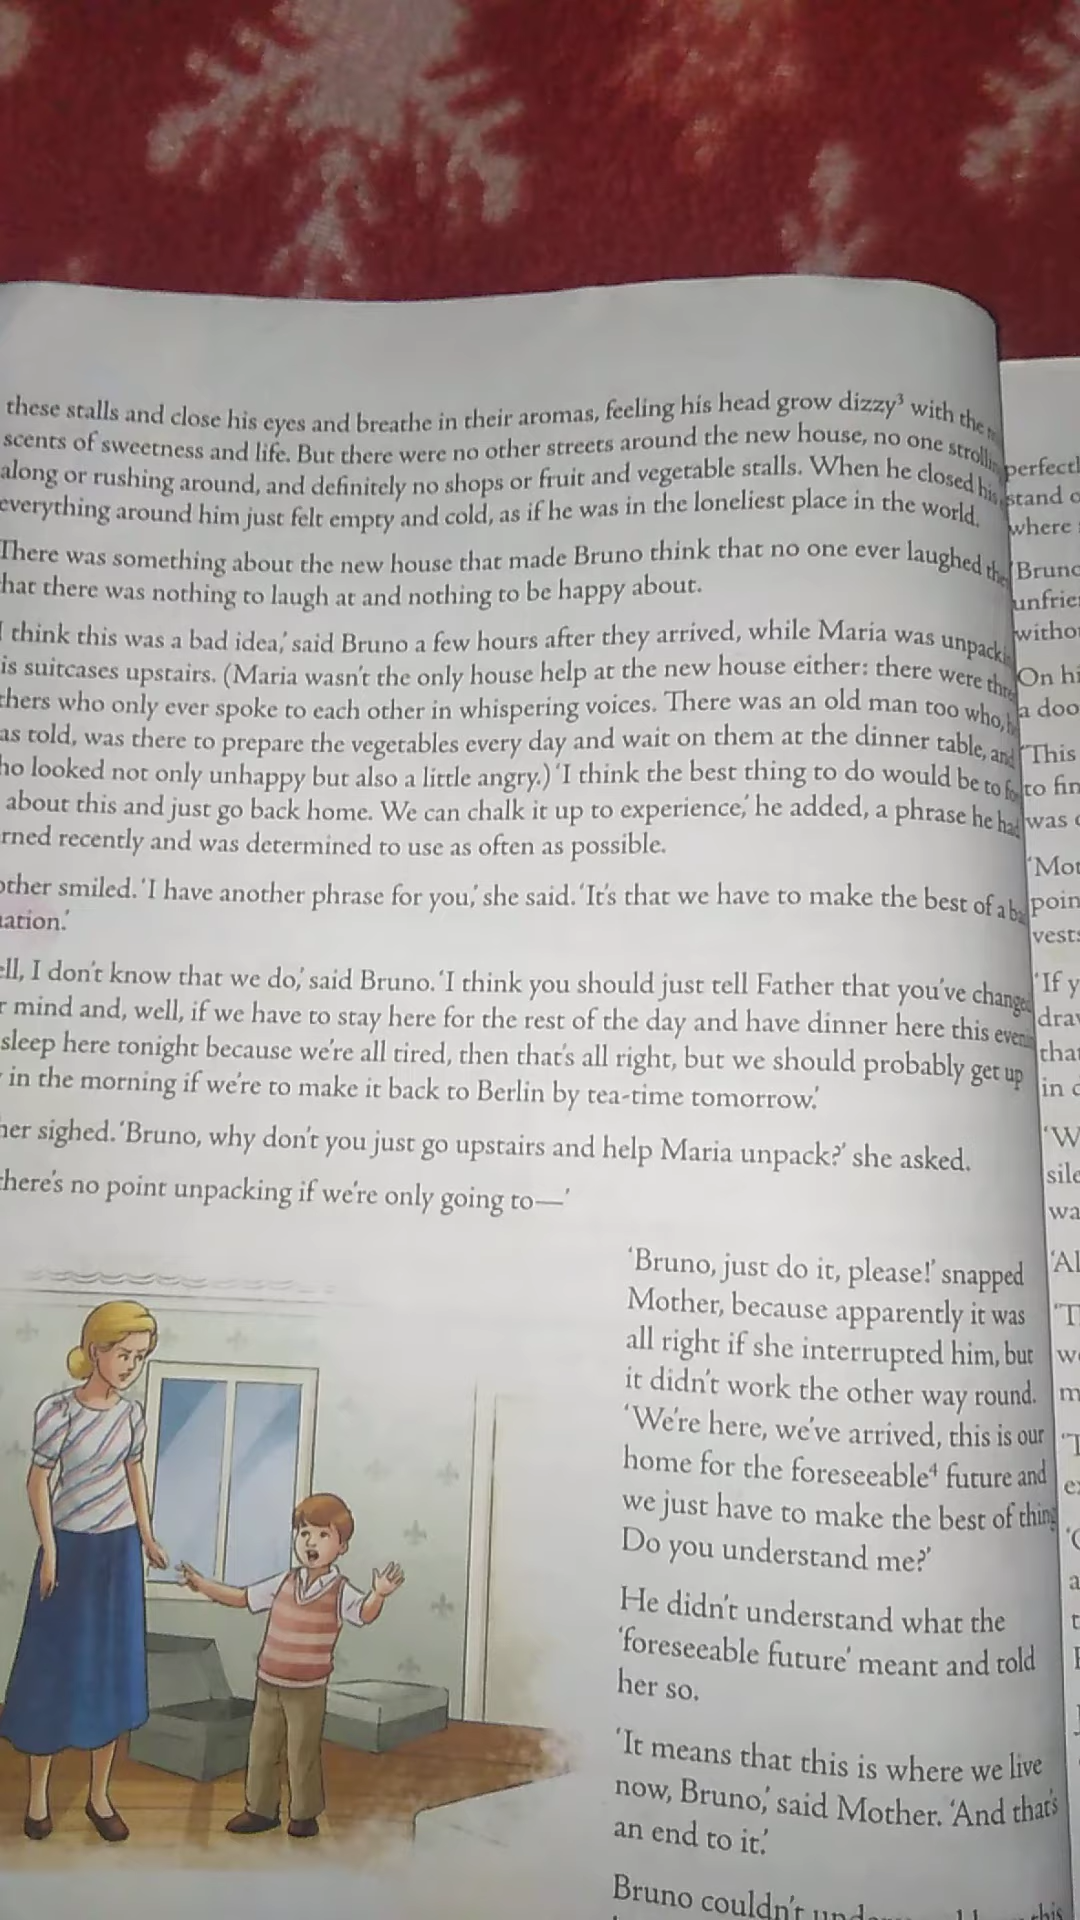 these stalls and close his eyes and breathe in their aromas, feeling his head grow dizzy³ with the
scents of sweetness and life. But there were no other streets around the new house, no one
along or rushing around, and definitely no shops or fruit and vegetable stalls. When he closed his
everything around him just felt empty and cold, as if he was in the loneliest place in the world.
There was something about the new house that made Bruno think that no one ever laughed
that there was nothing to laugh at and nothing to be happy about.
I think this was a bad idea,' said Bruno a few hours after they arrived, while Maria was
is suitcases upstairs. (Maria wasn't the only house help at the new house either: there were
thers who only ever spoke to each other in whispering voices. There was an old man too who,
as told, was there to prepare the vegetables every day and wait on them at the dinner table, and
ho looked not only unhappy but also a little angry.) 'I think the best thing to do would be to
about this and just go back home. We can chalk it up to experience,' he added, a phrase he had
rned recently and was determined to use as often as possible.
other smiled. 'I have another phrase for you,' she said. 'It's that we have to make the best of a
uation.'
ell, I don't know that we do,' said Bruno. 'I think you should just tell Father that you've
r mind and, well, if we have to stay here for the rest of the day and have dinner here this
sleep here tonight because we're all tired, then that's all right, but we should probably get up
in the morning if we're to make it back to Berlin by tea-time tomorrow.'
her sighed. 'Bruno, why don't you just go upstairs and help Maria unpack?' she asked.
there's no point unpacking if we're only going to—'
'Bruno, just do it, please!' snapped
Mother, because apparently it was
all right if she interrupted him, but
it didn't work the other way round.
'We're here, we've arrived, this is our
home for the foreseeable⁴ future and
we just have to make the best of
Do you understand me?'
He didn't understand what the
'foreseeable future' meant and told
her so.
'It means that this is where we live
now, Bruno,' said Mother. 'And that's
an end to it.'
Bruno couldn't
stand
where
Bruno
On
a
'This
to
was
that
in